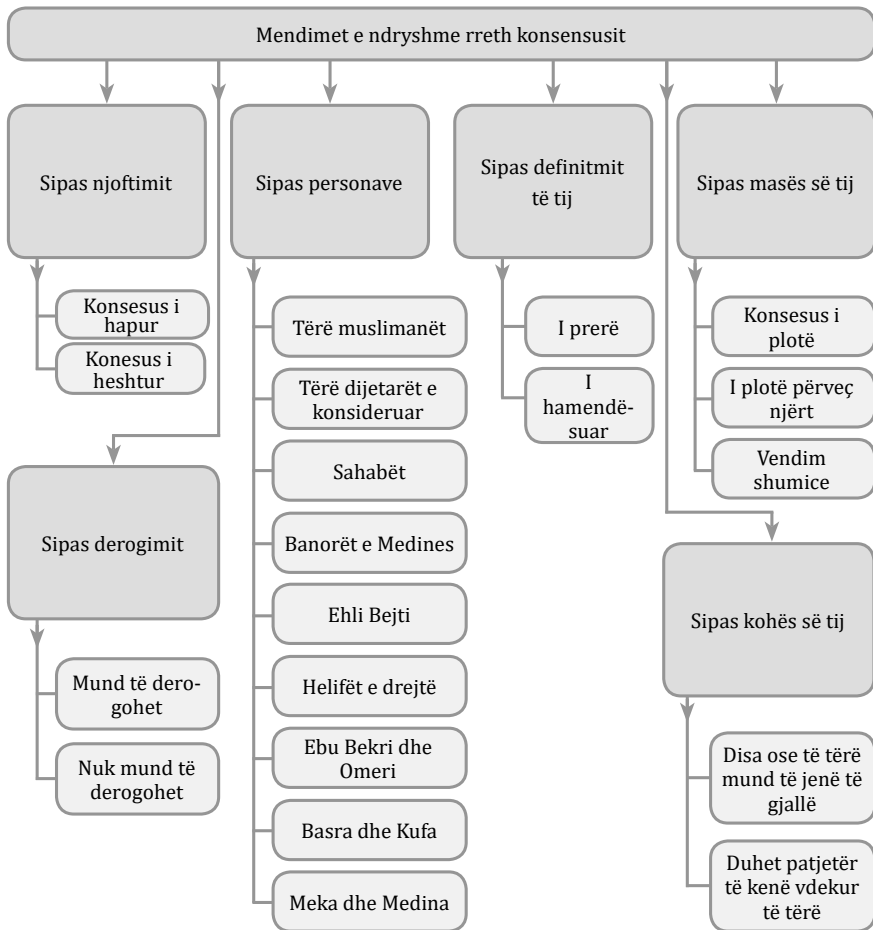 Mendimet e ndryshme rreth konsensusit
Sipas njoftimit
Konsesus i
hapur
Konesus i
heshtur
Sipas derogimit
Mund të dero-
gohet
Nuk mund të
derogohet
Sipas personave
Tërë muslimanët
Tërë dijetarët e
konsideruar
Sahabët
Banorët e Medines
Ehli Bejti
Helifët e drejtë
Ebu Bekri dhe
Omeri
Basra dhe Kufa
Meka dhe Medina
Sipas definitmit
të tij
I prerë
I
hamendë-
suar
Sipas masës së tij
Konsesus i
plotë
I plotë përveç
njërt
Vendim
shumice
Sipas kohës së tij
Disa ose të tërë
mund të jenë të
gjallë
Duhet patjetër
të kenë vdekur
të tërë